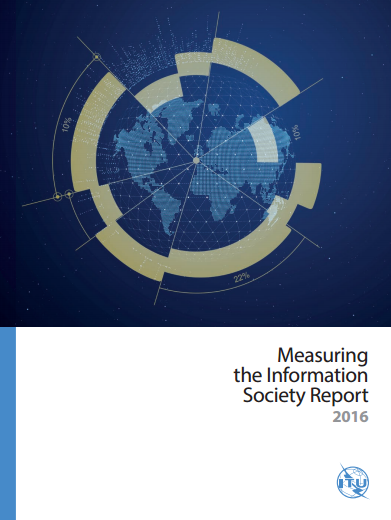 10%
10%
22%
Measuring
the Information
Society Report
2016
ITU